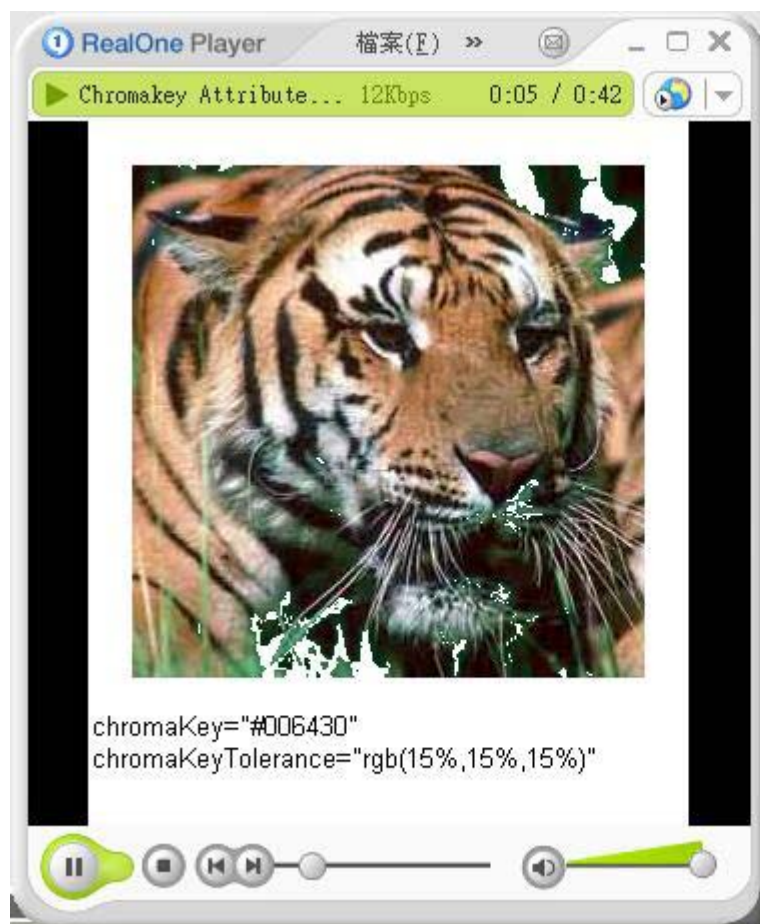 RealOne Player 檔案(F) »
Chromakey Attribute... 12Kbps 0:05 / 0:42
chromaKey="#006430"
chromaKeyTolerance="rgb(15%,15%,15%)"